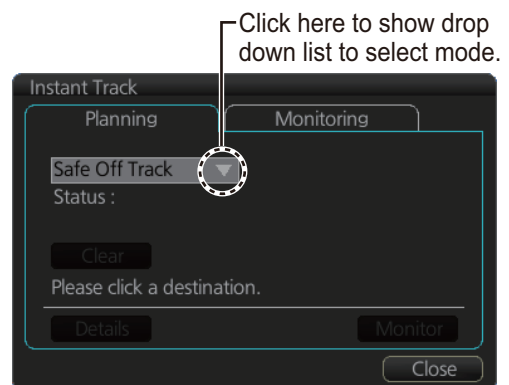 Click here to show drop
down list to select mode.
Instant Track
Planning
Monitoring
Safe Off Track
Status :
Clear
Please click a destination.
Details
Monitor
Close